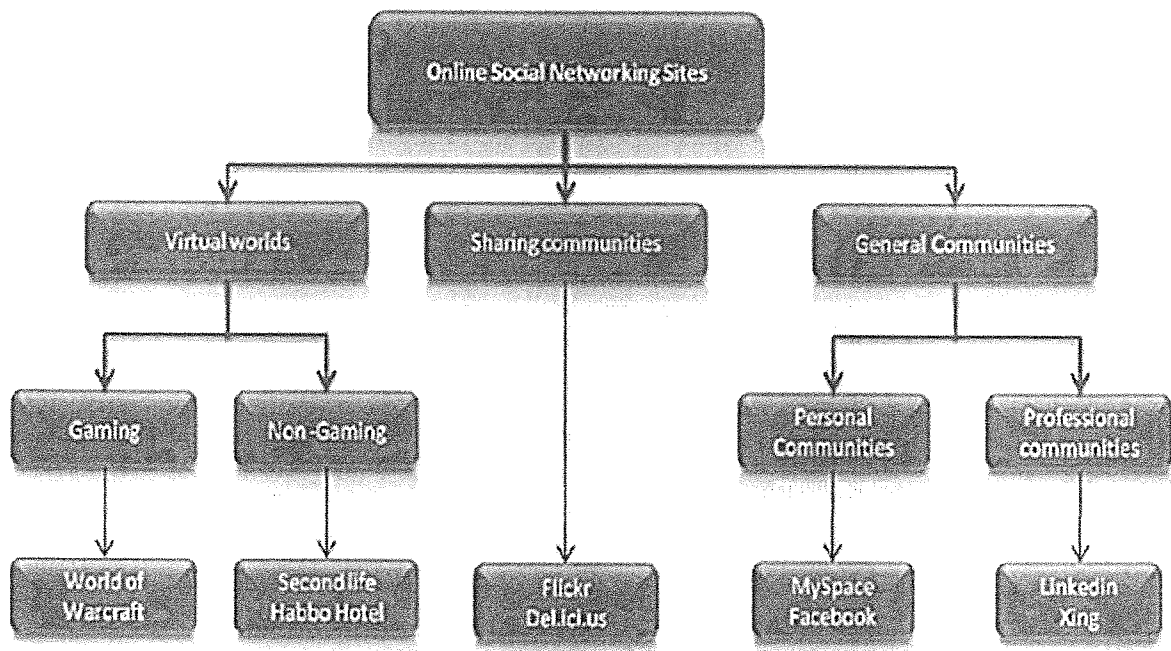 Online Social Networking Sites
Virtual worlds
Sharing communities
General Communities
Gaming
Non-Gaming
Personal
Communities
Professional
communities
World of
Warcraft
Second life
Habbo Hotel
Flickr
Del.ici.us
MySpace
Facebook
Linkedin
Xing